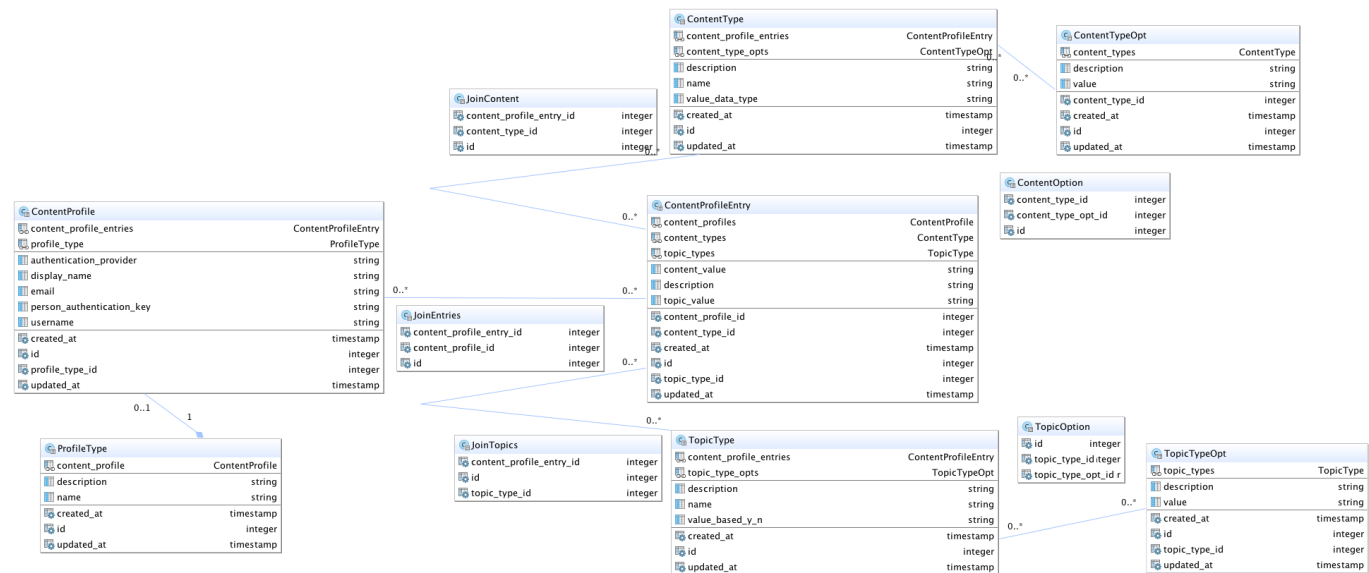 ContentType
content_profile_entries ContentProfileEntry
content_type_opts ContentTypeOpt
description string
name string
value_data_type string
created_at timestamp
id integer
updated_at timestamp
0..*
0..*
0..*
ContentTypeOpt
content_types ContentType
description string
value string
content_type_id integer
created_at timestamp
id integer
updated_at timestamp
JoinContent
content_profile_entry_id integer
content_type_id integer
id integer
ContentOption
content_type_id integer
content_type_opt_id integer
id integer
ContentProfile
content_profile_entries ContentProfileEntry
profile_type ProfileType
authentication_provider string
display_name string
email string
person_authentication_key string
username string
created_at timestamp
id integer
profile_type_id integer
updated_at timestamp
0..*
0..*
0..*
ContentProfileEntry
content_profiles ContentProfile
content_types ContentType
topic_types TopicType
content_value string
description string
topic_value string
content_profile_id integer
content_type_id integer
created_at timestamp
id integer
topic_type_id integer
updated_at timestamp
JoinEntries
content_profile_entry_id integer
content_profile_id integer
id integer
0..*
0..*
0..1
1
ProfileType
content_profile ContentProfile
description string
name string
created_at timestamp
id integer
updated_at timestamp
JoinTopics
content_profile_entry_id integer
id integer
topic_type_id integer
TopicType
content_profile_entries ContentProfileEntry
topic_type_opts TopicTypeOpt
description string
name string
value_based_y_n string
created_at timestamp
id integer
updated_at timestamp
0..*
0..*
TopicOption
id integer
topic_type_id teger
topic_type_opt_id r
TopicTypeOpt
topic_types TopicType
description string
value string
created_at timestamp
id integer
topic_type_id integer
updated_at timestamp